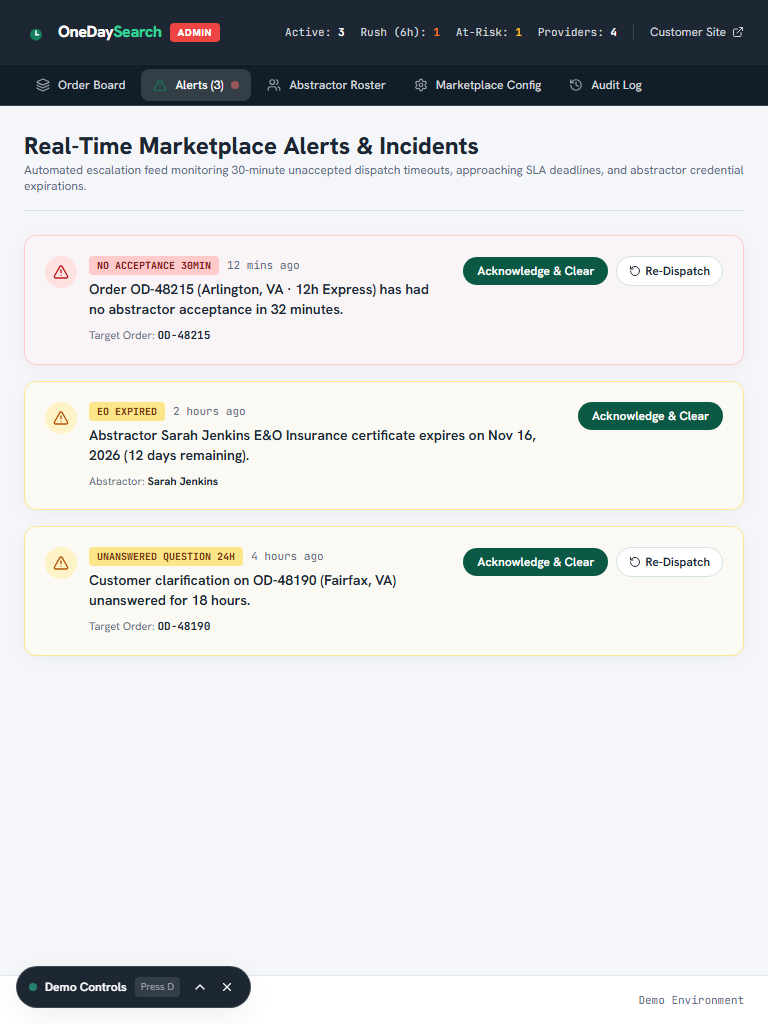 OneDaySearch ADMIN Active: 3 Rush (6h): 1 At-Risk: 1 Providers: 4 Customer Site
Order Board Alerts (3) Abstractor Roster Marketplace Config Audit Log
Real-Time Marketplace Alerts & Incidents
Automated escalation feed monitoring 30-minute unaccepted dispatch timeouts, approaching SLA deadlines, and abstractor credential
expirations.
NO ACCEPTANCE 30MIN 12 mins ago
Acknowledge & Clear Re-Dispatch
Order OD-48215 (Arlington, VA · 12h Express) has had
no abstractor acceptance in 32 minutes.
Target Order: OD-48215
EO EXPIRED 2 hours ago
Acknowledge & Clear
Abstractor Sarah Jenkins E&O Insurance certificate expires on Nov 16,
2026 (12 days remaining).
Abstractor: Sarah Jenkins
UNANSWERED QUESTION 24H 4 hours ago
Acknowledge & Clear Re-Dispatch
Customer clarification on OD-48190 (Fairfax, VA)
unanswered for 18 hours.
Target Order: OD-48190
Demo Controls Press D
Demo Environment